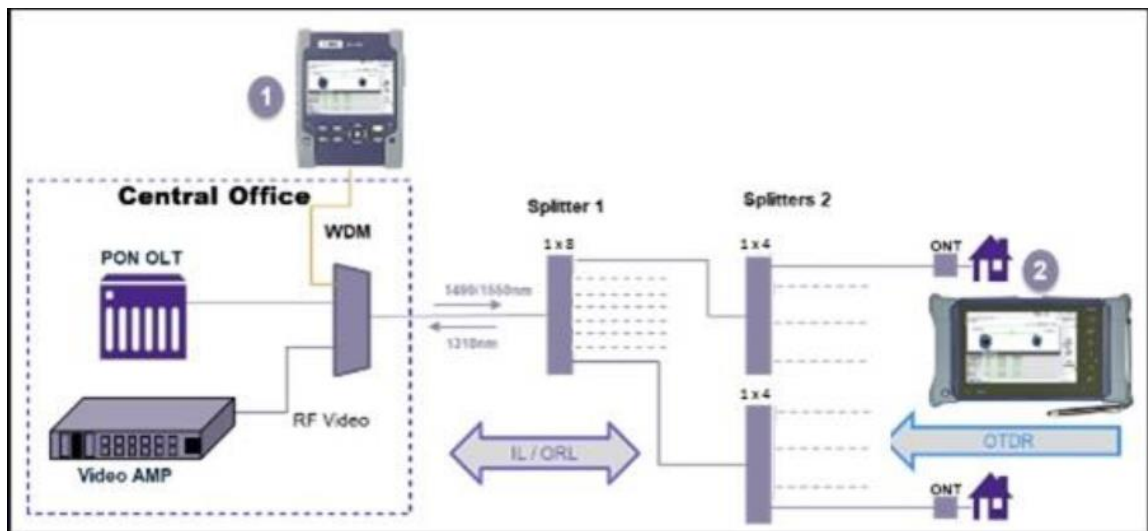 1
Central Office
WDM
PON OLT
RF Video
Video AMP
1490/1550nm
1310nm
Splitter 1
1 x 8
IL / ORL
Splitters 2
1 x 4
1 x 4
ONT
2
OTDR
ONT